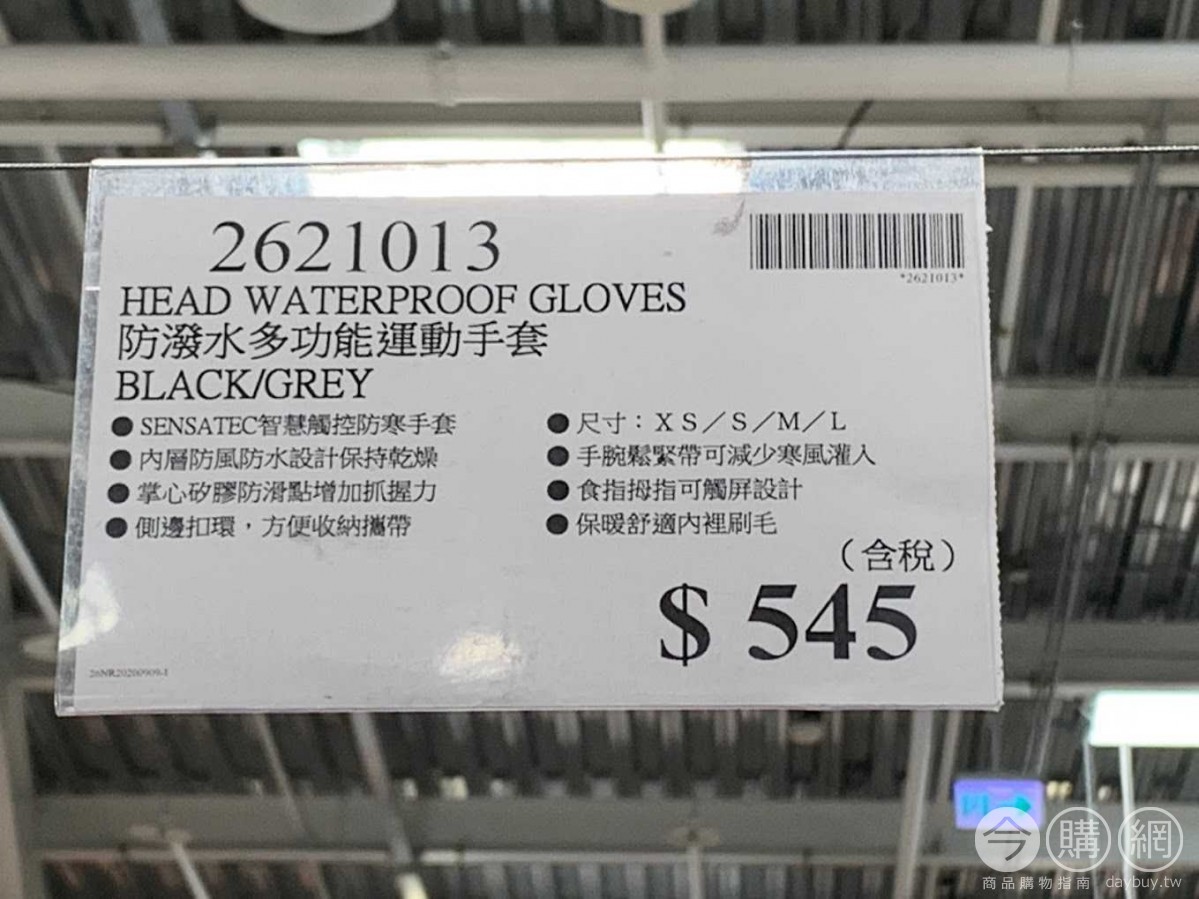 2621013
*2621013*
HEAD WATERPROOF GLOVES
防潑水多功能運動手套
BLACK/GREY
● SENSATEC智慧觸控防寒手套
● 內層防風防水設計保持乾燥
● 掌心矽膠防滑點增加抓握力
● 側邊扣環，方便收納攜帶
● 尺寸：ＸＳ／Ｓ／Ｍ／Ｌ
● 手腕鬆緊帶可減少寒風灌入
● 食指拇指可觸屏設計
● 保暖舒適內裡刷毛
（含稅）
$ 545
26NR20200909-1
今購網
商品購物指南 daybuy.tw